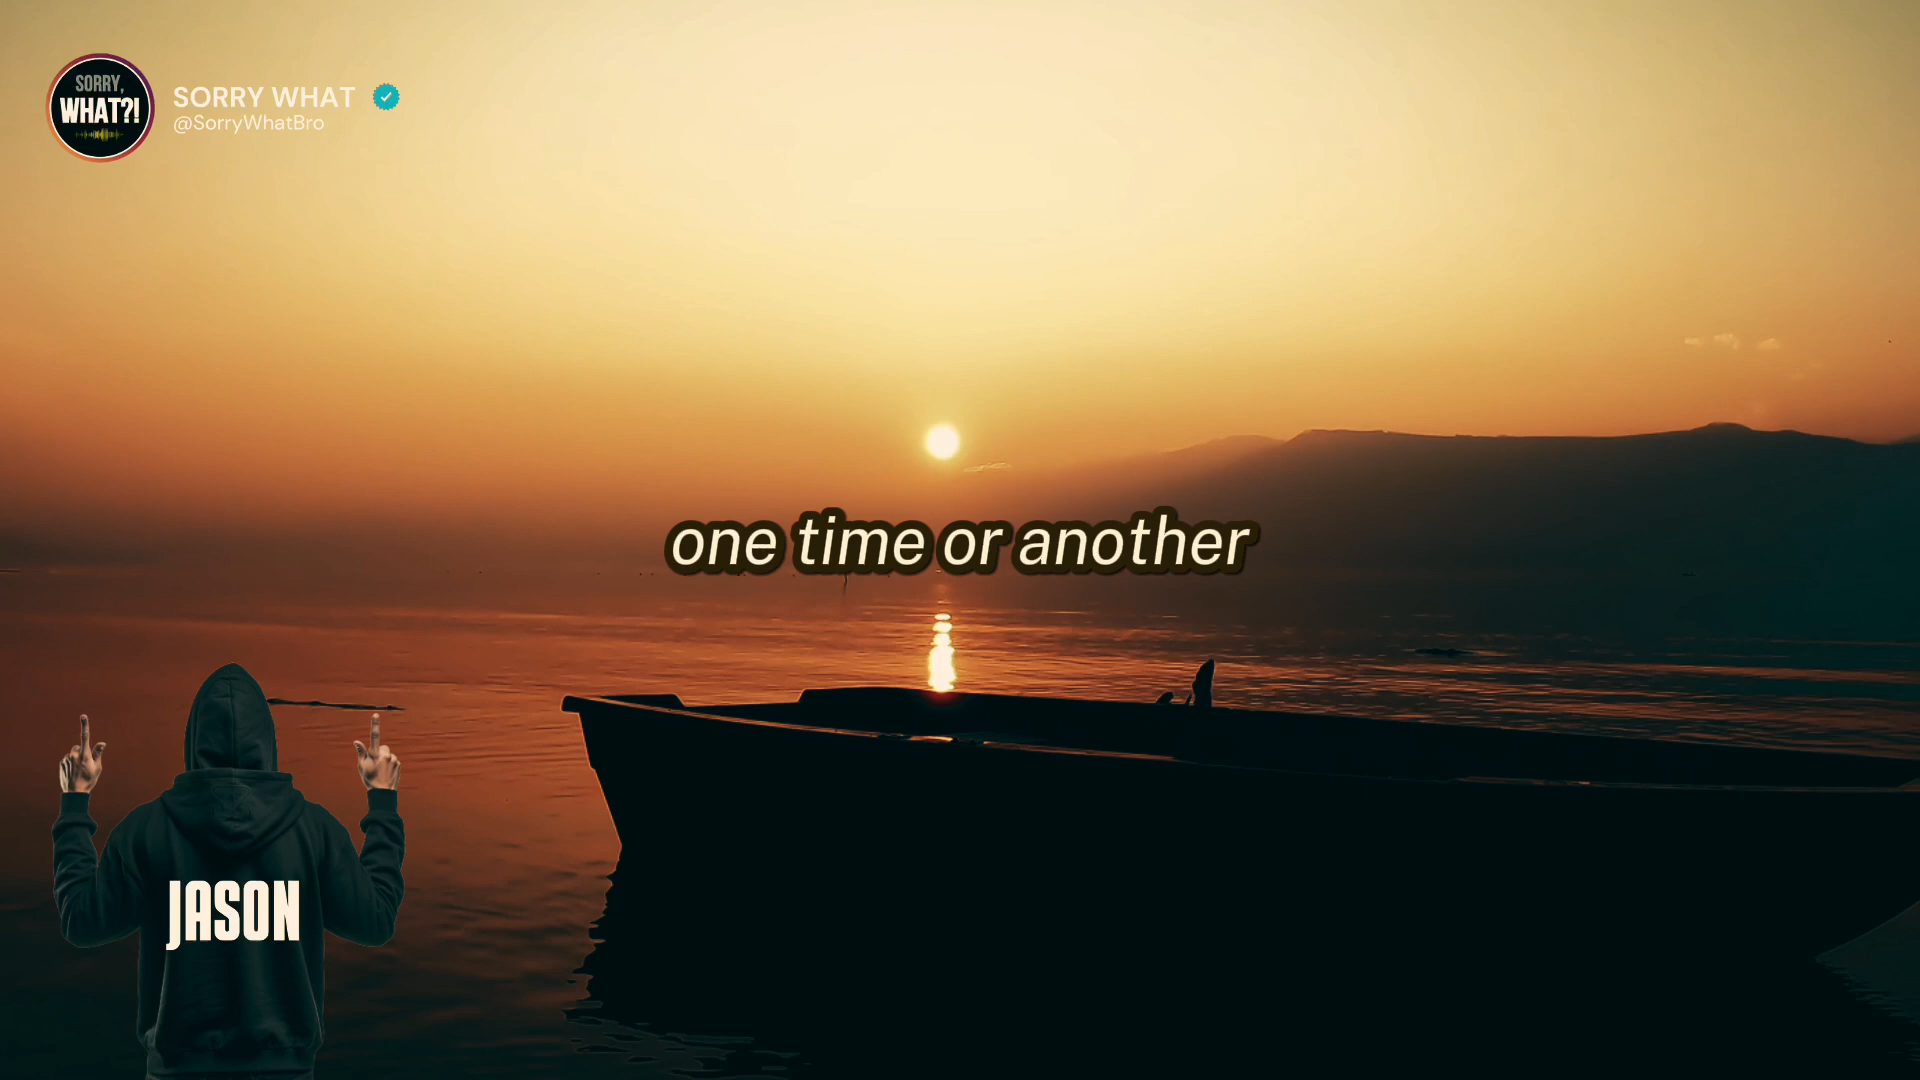 SORRY,
WHAT?!
SORRY WHAT
@SorryWhatBro
one time or another
JASON